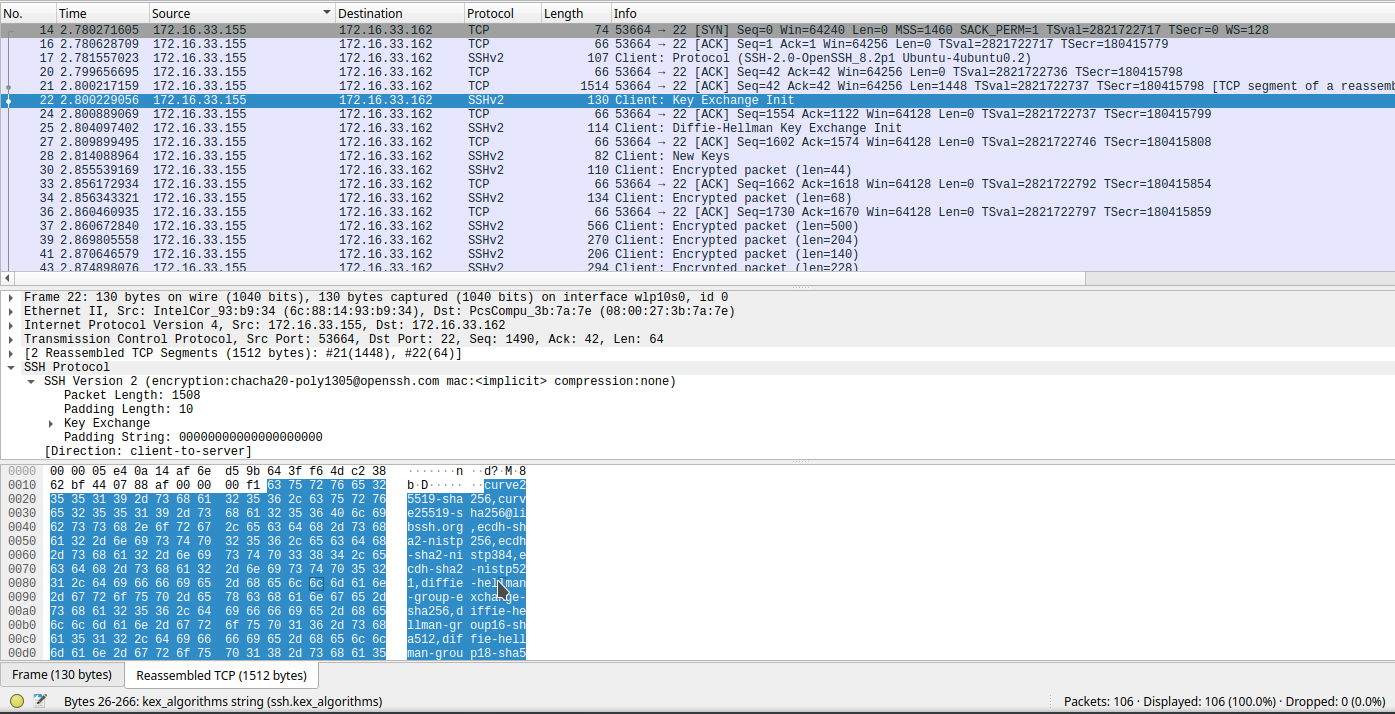 No. Time Source Destination Protocol Length Info
14 2.780271605 172.16.33.155 172.16.33.162 TCP 74 53664 → 22 [SYN] Seq=0 Win=64240 Len=0 MSS=1460 SACK_PERM=1 TSval=2821722717 TSecr=0 WS=128
16 2.780628709 172.16.33.155 172.16.33.162 TCP 66 53664 → 22 [ACK] Seq=1 Ack=1 Win=64256 Len=0 TSval=2821722717 TSecr=180415779
17 2.781557023 172.16.33.155 172.16.33.162 SSHv2 107 Client: Protocol (SSH-2.0-OpenSSH_8.2p1 Ubuntu-4ubuntu0.2)
20 2.799656695 172.16.33.155 172.16.33.162 TCP 66 53664 → 22 [ACK] Seq=42 Ack=42 Win=64256 Len=0 TSval=2821722736 TSecr=180415798
21 2.800217159 172.16.33.155 172.16.33.162 TCP 1514 53664 → 22 [ACK] Seq=42 Ack=42 Win=64256 Len=1448 TSval=2821722737 TSecr=180415798 [TCP segment of a reassemb
22 2.800229056 172.16.33.155 172.16.33.162 SSHv2 130 Client: Key Exchange Init
24 2.800889069 172.16.33.155 172.16.33.162 TCP 66 53664 → 22 [ACK] Seq=1554 Ack=1122 Win=64128 Len=0 TSval=2821722737 TSecr=180415799
25 2.804097402 172.16.33.155 172.16.33.162 SSHv2 114 Client: Diffie-Hellman Key Exchange Init
27 2.809899495 172.16.33.155 172.16.33.162 TCP 66 53664 → 22 [ACK] Seq=1602 Ack=1574 Win=64128 Len=0 TSval=2821722746 TSecr=180415808
28 2.814088964 172.16.33.155 172.16.33.162 SSHv2 82 Client: New Keys
30 2.855539169 172.16.33.155 172.16.33.162 SSHv2 110 Client: Encrypted packet (len=44)
33 2.856172934 172.16.33.155 172.16.33.162 TCP 66 53664 → 22 [ACK] Seq=1662 Ack=1618 Win=64128 Len=0 TSval=2821722792 TSecr=180415854
34 2.856343321 172.16.33.155 172.16.33.162 SSHv2 134 Client: Encrypted packet (len=68)
36 2.860460935 172.16.33.155 172.16.33.162 TCP 66 53664 → 22 [ACK] Seq=1730 Ack=1670 Win=64128 Len=0 TSval=2821722797 TSecr=180415859
37 2.860672840 172.16.33.155 172.16.33.162 SSHv2 566 Client: Encrypted packet (len=500)
39 2.869805558 172.16.33.155 172.16.33.162 SSHv2 270 Client: Encrypted packet (len=204)
41 2.870646579 172.16.33.155 172.16.33.162 SSHv2 206 Client: Encrypted packet (len=140)
43 2.874898076 172.16.33.155 172.16.33.162 SSHv2 294 Client: Encrypted packet (len=228)
Frame 22: 130 bytes on wire (1040 bits), 130 bytes captured (1040 bits) on interface wlp10s0, id 0
Ethernet II, Src: IntelCor_93:b9:34 (6c:88:14:93:b9:34), Dst: PcsCompu_3b:7a:7e (08:00:27:3b:7a:7e)
Internet Protocol Version 4, Src: 172.16.33.155, Dst: 172.16.33.162
Transmission Control Protocol, Src Port: 53664, Dst Port: 22, Seq: 1490, Ack: 42, Len: 64
[2 Reassembled TCP Segments (1512 bytes): #21(1448), #22(64)]
SSH Protocol
SSH Version 2 (encryption:chacha20-poly1305@openssh.com mac:<implicit> compression:none)
Packet Length: 1508
Padding Length: 10
Key Exchange
Padding String: 00000000000000000000
[Direction: client-to-server]
0000 00 00 05 e4 0a 14 af 6e d5 9b 64 3f f6 4d c2 38 ·······n ··d?·M·8
0010 62 bf 44 07 88 af 00 00 00 f1 63 75 72 76 65 32 b·D····· ··curve2
0020 35 35 31 39 2d 73 68 61 32 35 36 2c 63 75 72 76 5519-sha 256,curv
0030 65 32 35 35 31 39 2d 73 68 61 32 35 36 40 6c 69 e25519-s ha256@li
0040 62 73 73 68 2e 6f 72 67 2c 65 63 64 68 2d 73 68 bssh.org ,ecdh-sh
0050 61 32 2d 6e 69 73 74 70 32 35 36 2c 65 63 64 68 a2-nistp 256,ecdh
0060 2d 73 68 61 32 2d 6e 69 73 74 70 33 38 34 2c 65 -sha2-ni stp384,e
0070 63 64 68 2d 73 68 61 32 2d 6e 69 73 74 70 35 32 cdh-sha2 -nistp52
0080 31 2c 64 69 66 66 69 65 2d 68 65 6c 6c 6d 61 6e 1,diffie -hellman
0090 2d 67 72 6f 75 70 2d 65 78 63 68 61 6e 67 65 2d -group-e xchange-
00a0 73 68 61 32 35 36 2c 64 69 66 66 69 65 2d 68 65 sha256,d iffie-he
00b0 6c 6c 6d 61 6e 2d 67 72 6f 75 70 31 36 2d 73 68 llman-gr oup16-sh
00c0 61 35 31 32 2c 64 69 66 66 69 65 2d 68 65 6c 6c a512,dif fie-hell
00d0 6d 61 6e 2d 67 72 6f 75 70 31 38 2d 73 68 61 35 man-grou p18-sha5
Frame (130 bytes) Reassembled TCP (1512 bytes)
Bytes 26-266: kex_algorithms string (ssh.kex_algorithms) Packets: 106 · Displayed: 106 (100.0%) · Dropped: 0 (0.0%)